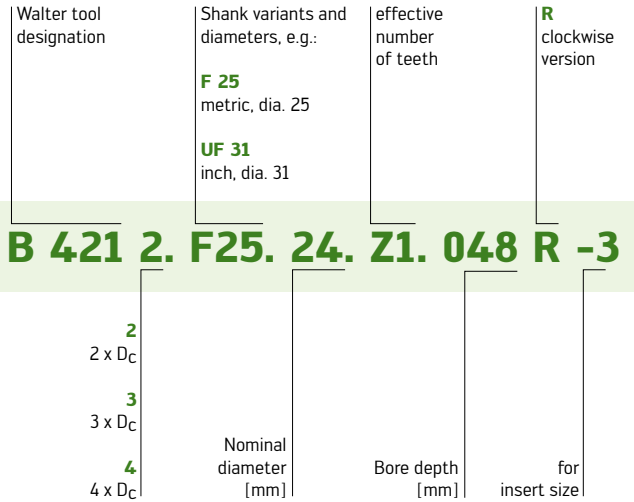 Walter tool
designation
Shank variants and
diameters, e.g.:
F 25
metric, dia. 25
UF 31
inch, dia. 31
effective
number
of teeth
R
clockwise
version
B 421 2. F25. 24. Z1. 048 R -3
2
2 x DC
3
3 x DC
4
4 x DC
Nominal
diameter
[mm]
Bore depth
[mm]
for
insert size